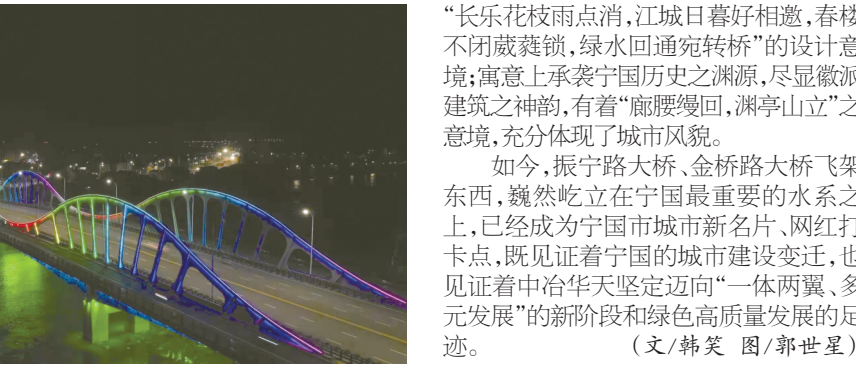 “长乐花枝雨点消,江城日暮好相邀,春楼
不闭葳蕤锁,绿水回通宛转桥”的设计意
境;寓意上承袭宁国历史之渊源,尽显徽派
建筑之神韵,有着“廊腰缦回,渊亭山立”之
意境,充分体现了城市风貌。
如今,振宁路大桥、金桥路大桥飞架
东西,巍然屹立在宁国最重要的水系之
上,已经成为宁国市城市新名片、网红打
卡点,既见证着宁国的城市建设变迁,也
见证着中冶华天坚定迈向“一体两翼、多
元发展”的新阶段和绿色高质量发展的足
迹。 (文/韩笑 图/郭世星)